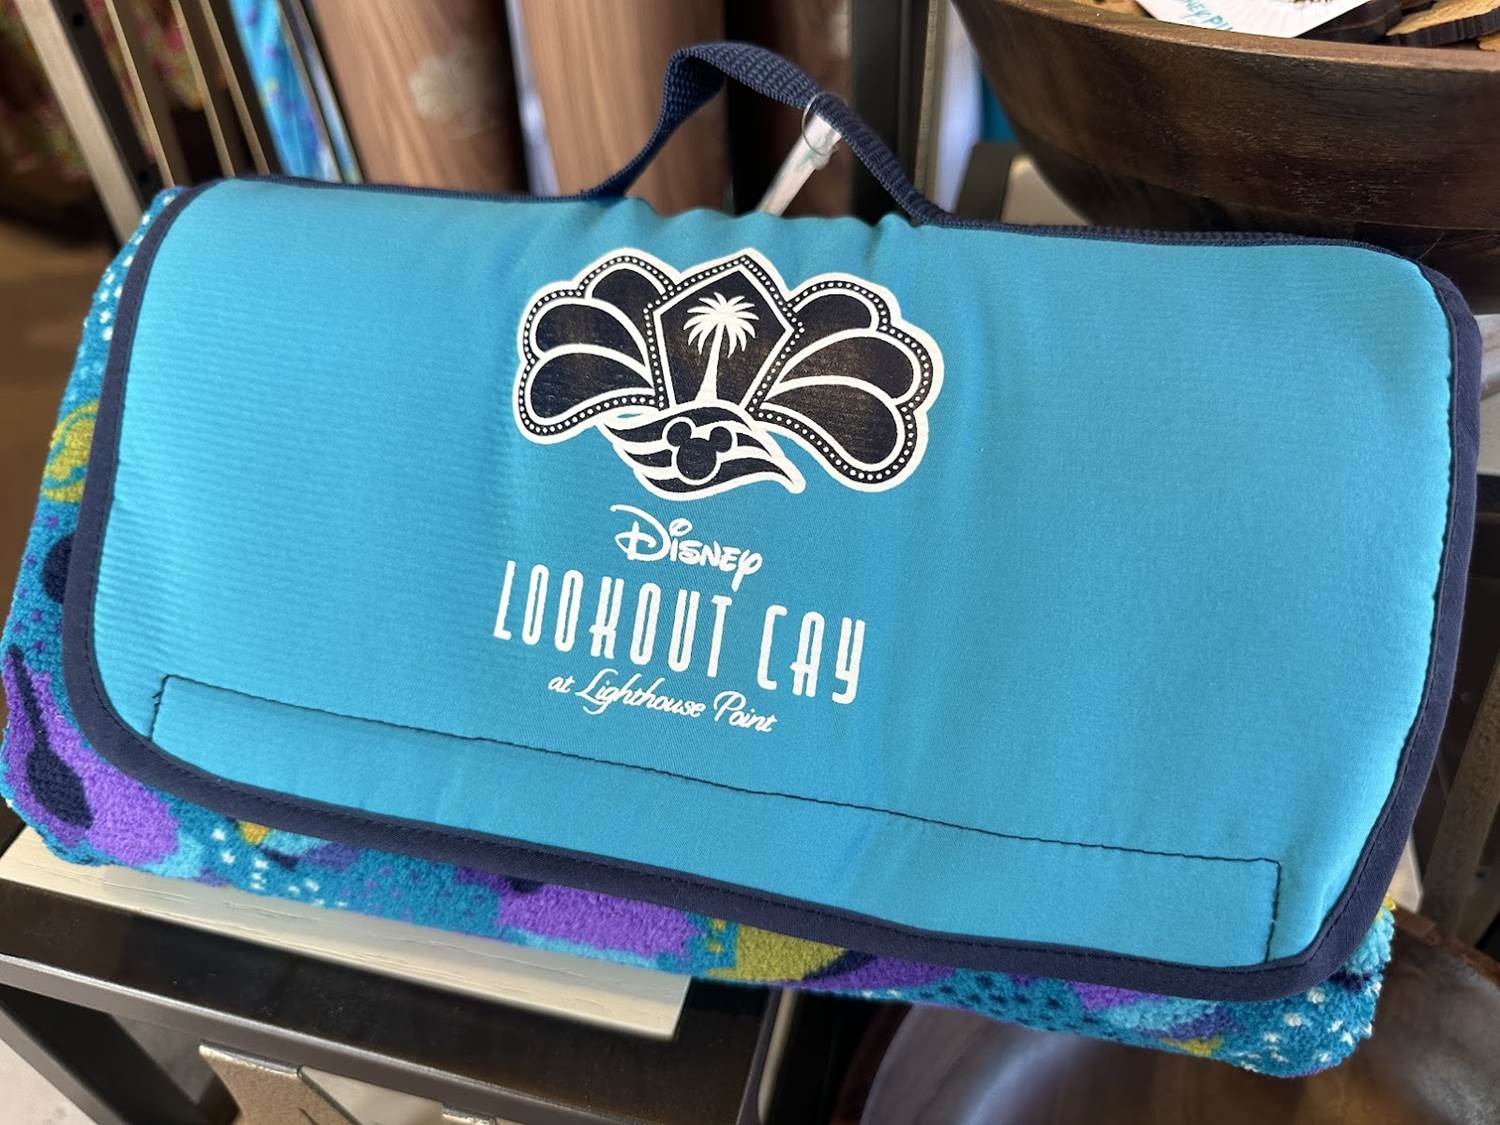 Disney
LOOKOUT CAY
at Lighthouse Point